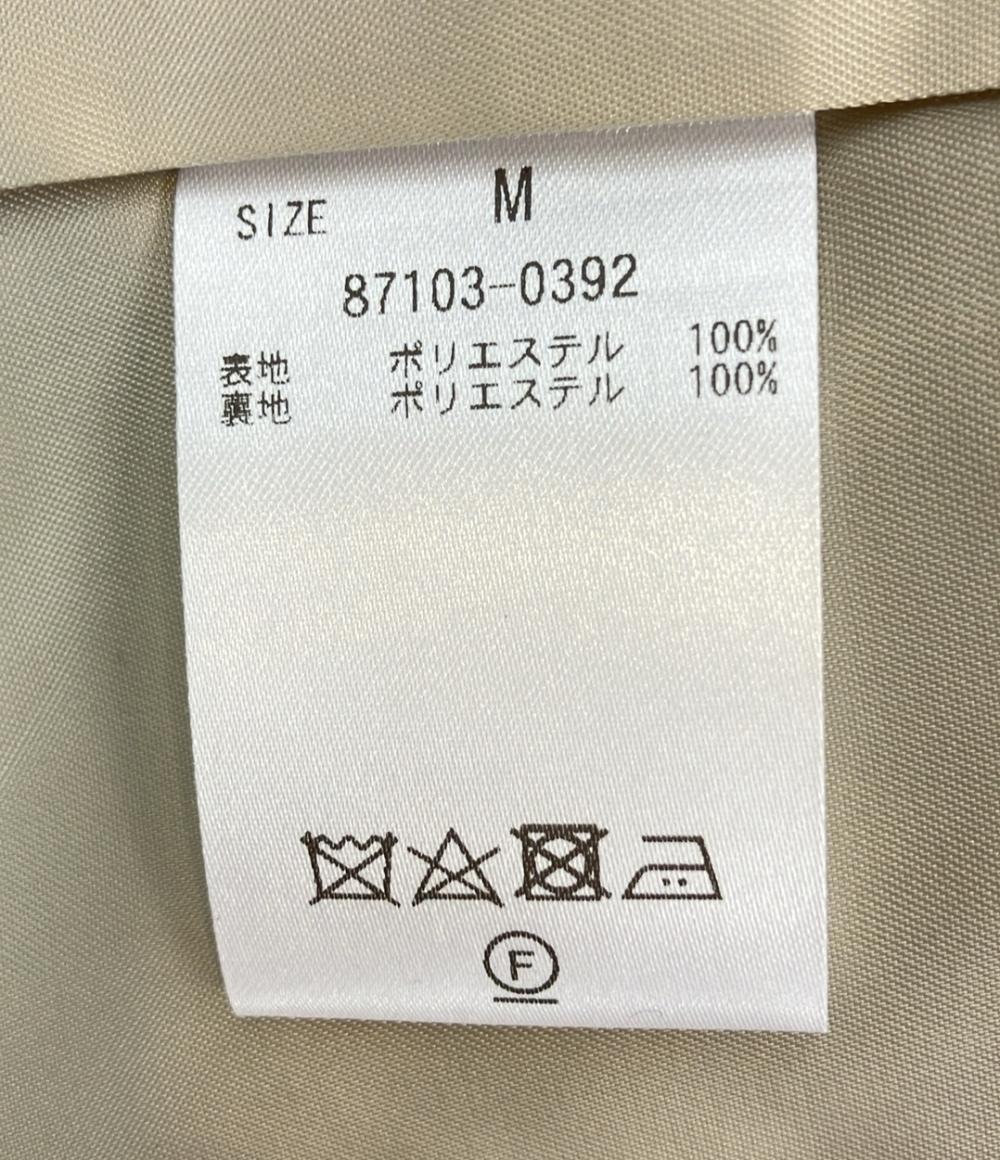 SIZE M
87103-0392
表地 ポリエステル 100%
裏地 ポリエステル 100%
F